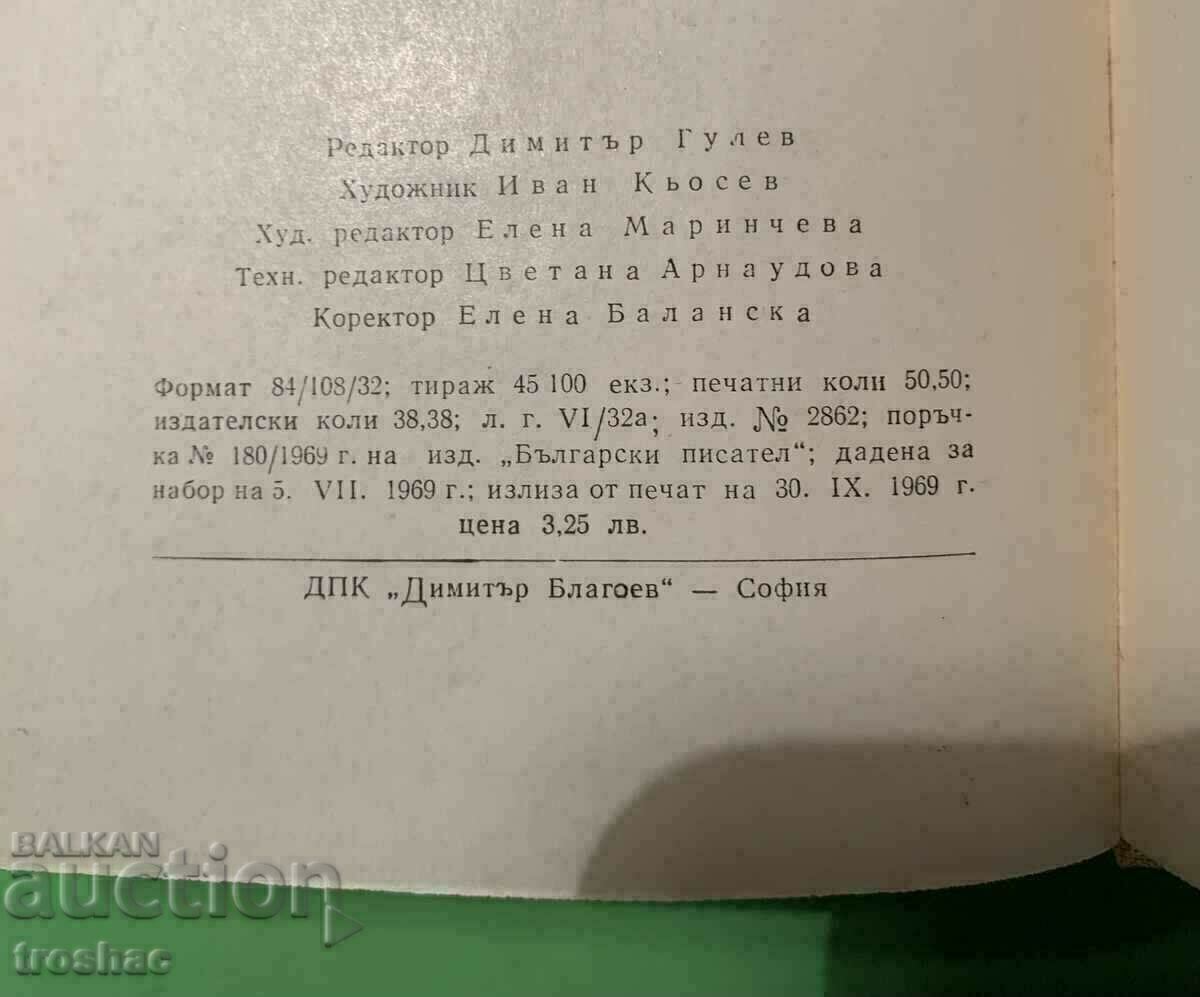 Редактор Димитър Гулев
Художник Иван Кьосев
Худ. редактор Елена Маринчева
Техн. редактор Цветана Арнаудова
Коректор Елена Баланска
Формат 84/108/32; тираж 45 100 екз.; печатни коли 50,50;
издателски коли 38,38; л. г. VI/32а; изд. № 2862; поръч-
ка № 180/1969 г. на изд. „Български писател“; дадена за
набор на 5. VII. 1969 г.; излиза от печат на 30. IX. 1969 г.
цена 3,25 лв.
ДПК „Димитър Благоев“ — София
BALKAN
auction
troshac